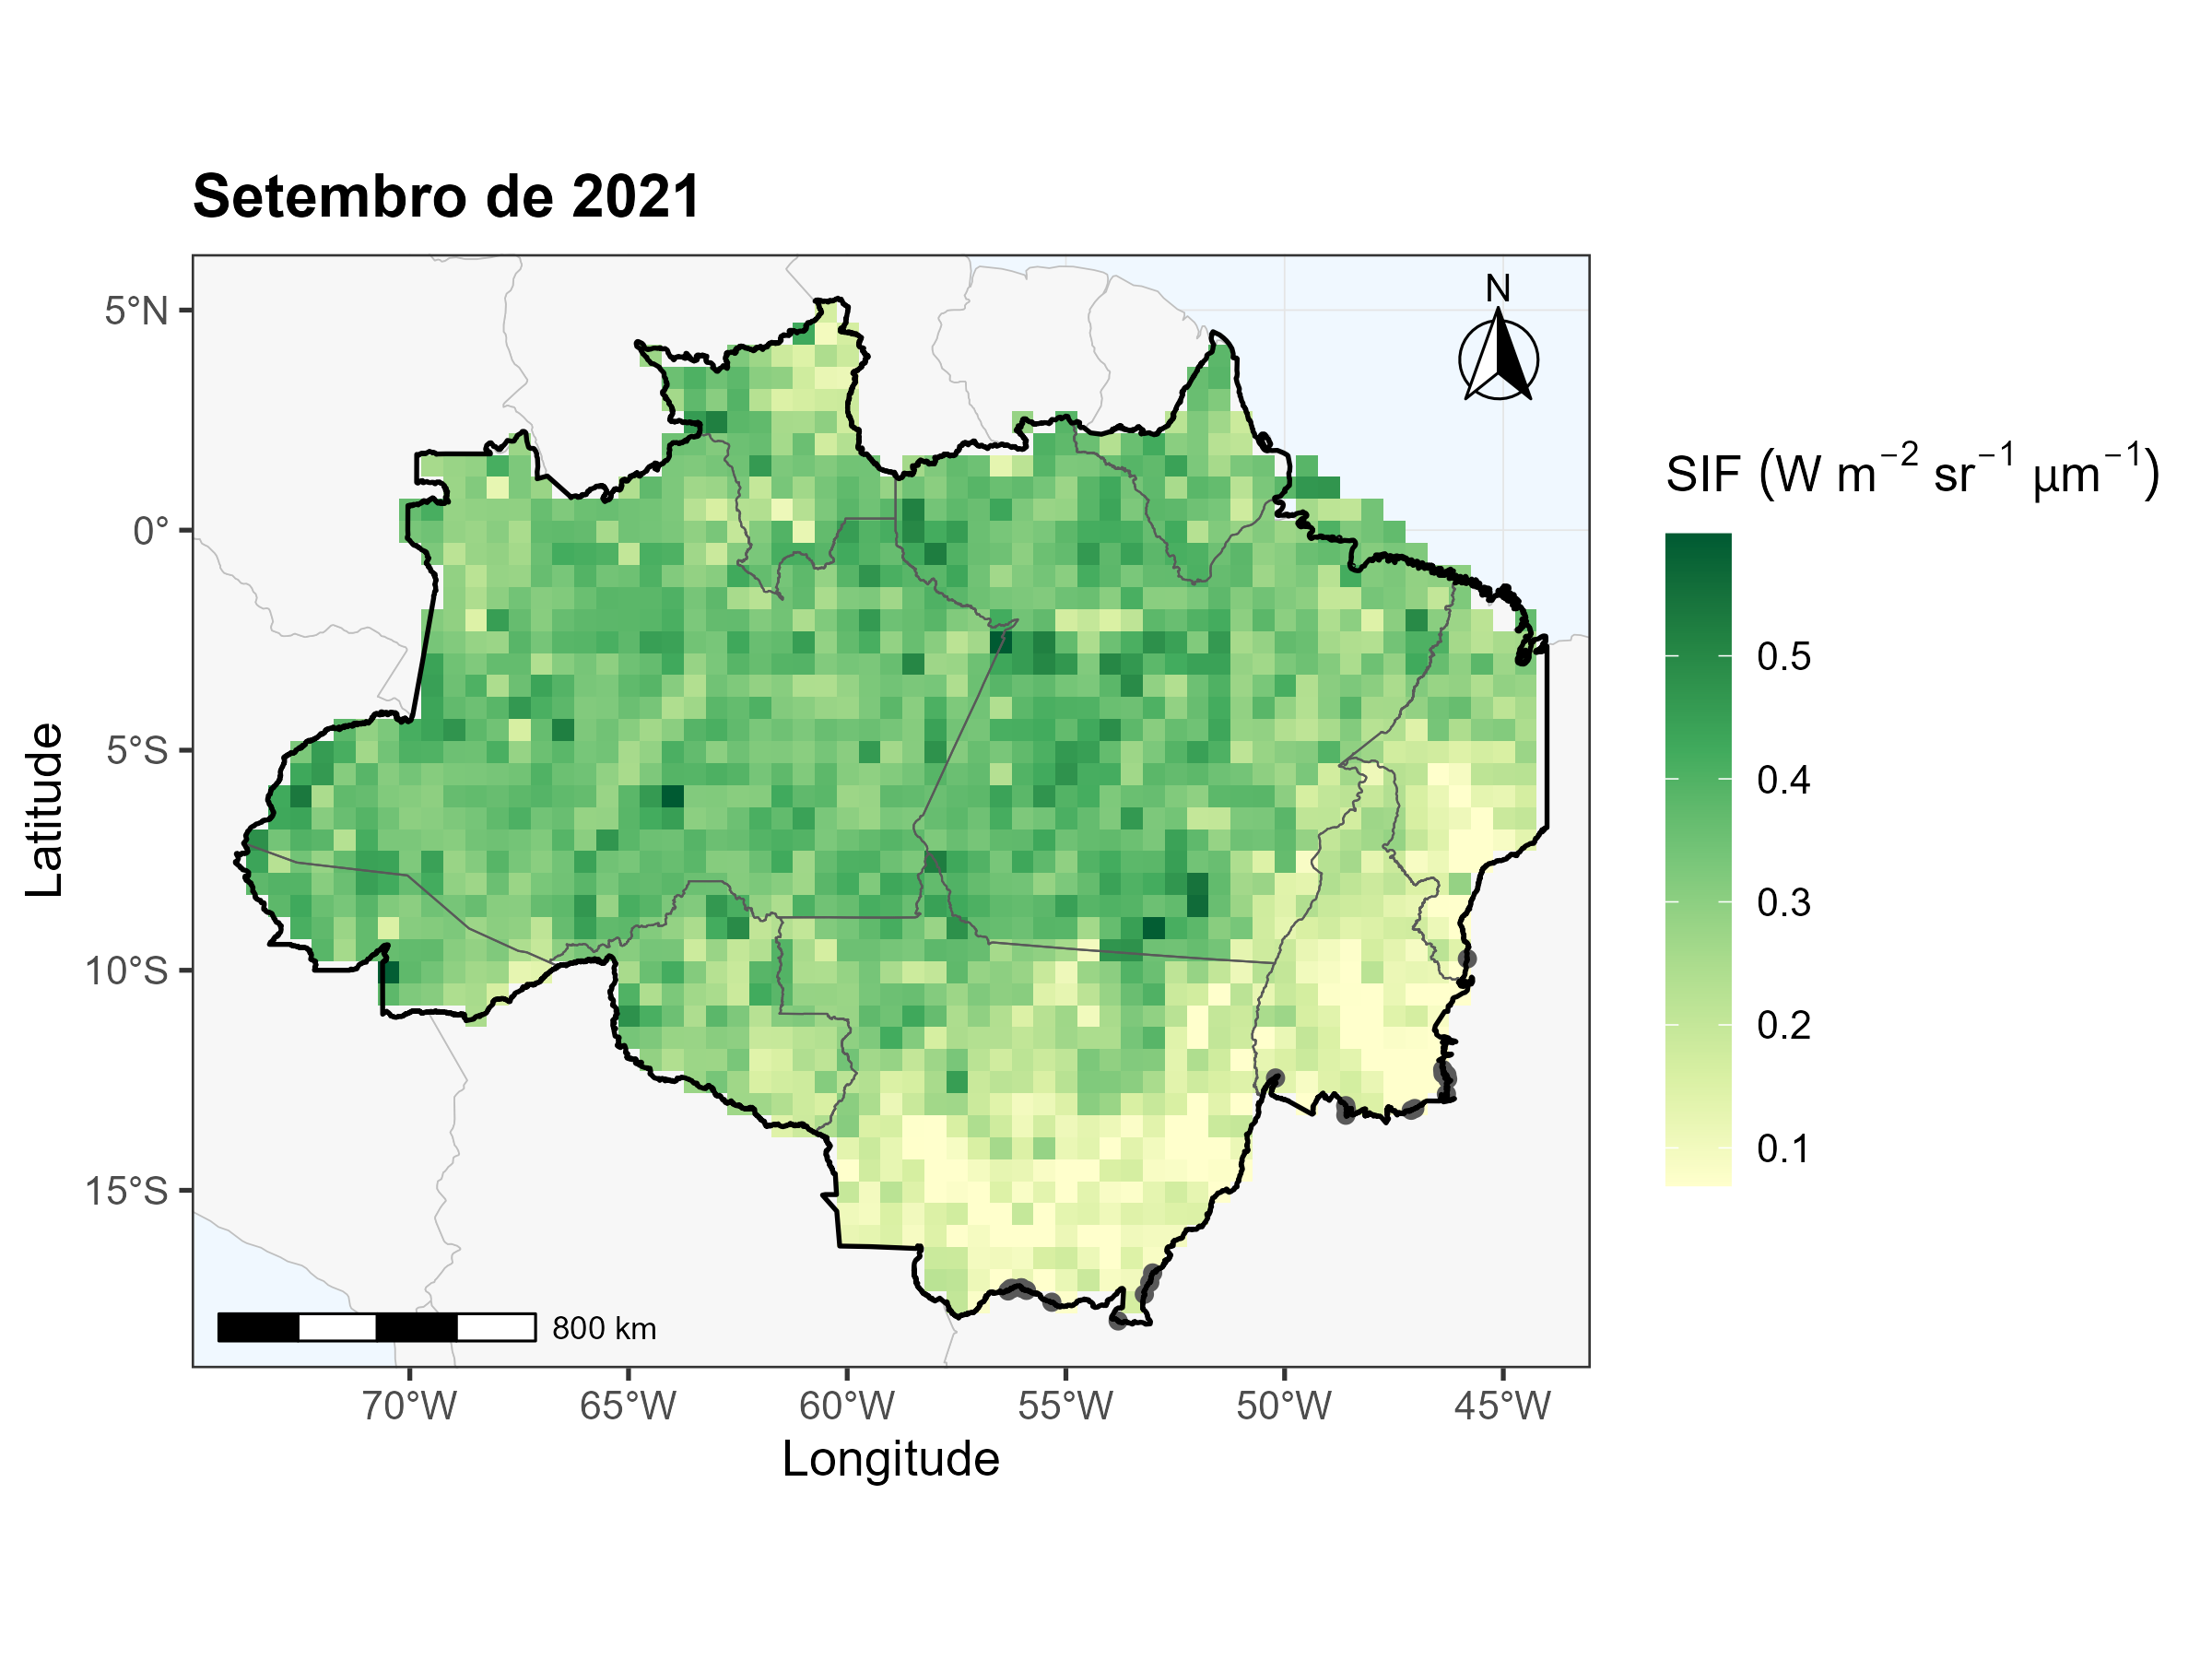 Setembro de 2021
N
5°N
0°
5°S
10°S
15°S
Latitude
800 km
70°W 65°W 60°W 55°W 50°W 45°W
Longitude
SIF (W m⁻² sr⁻¹ μm⁻¹)
0.5
0.4
0.3
0.2
0.1